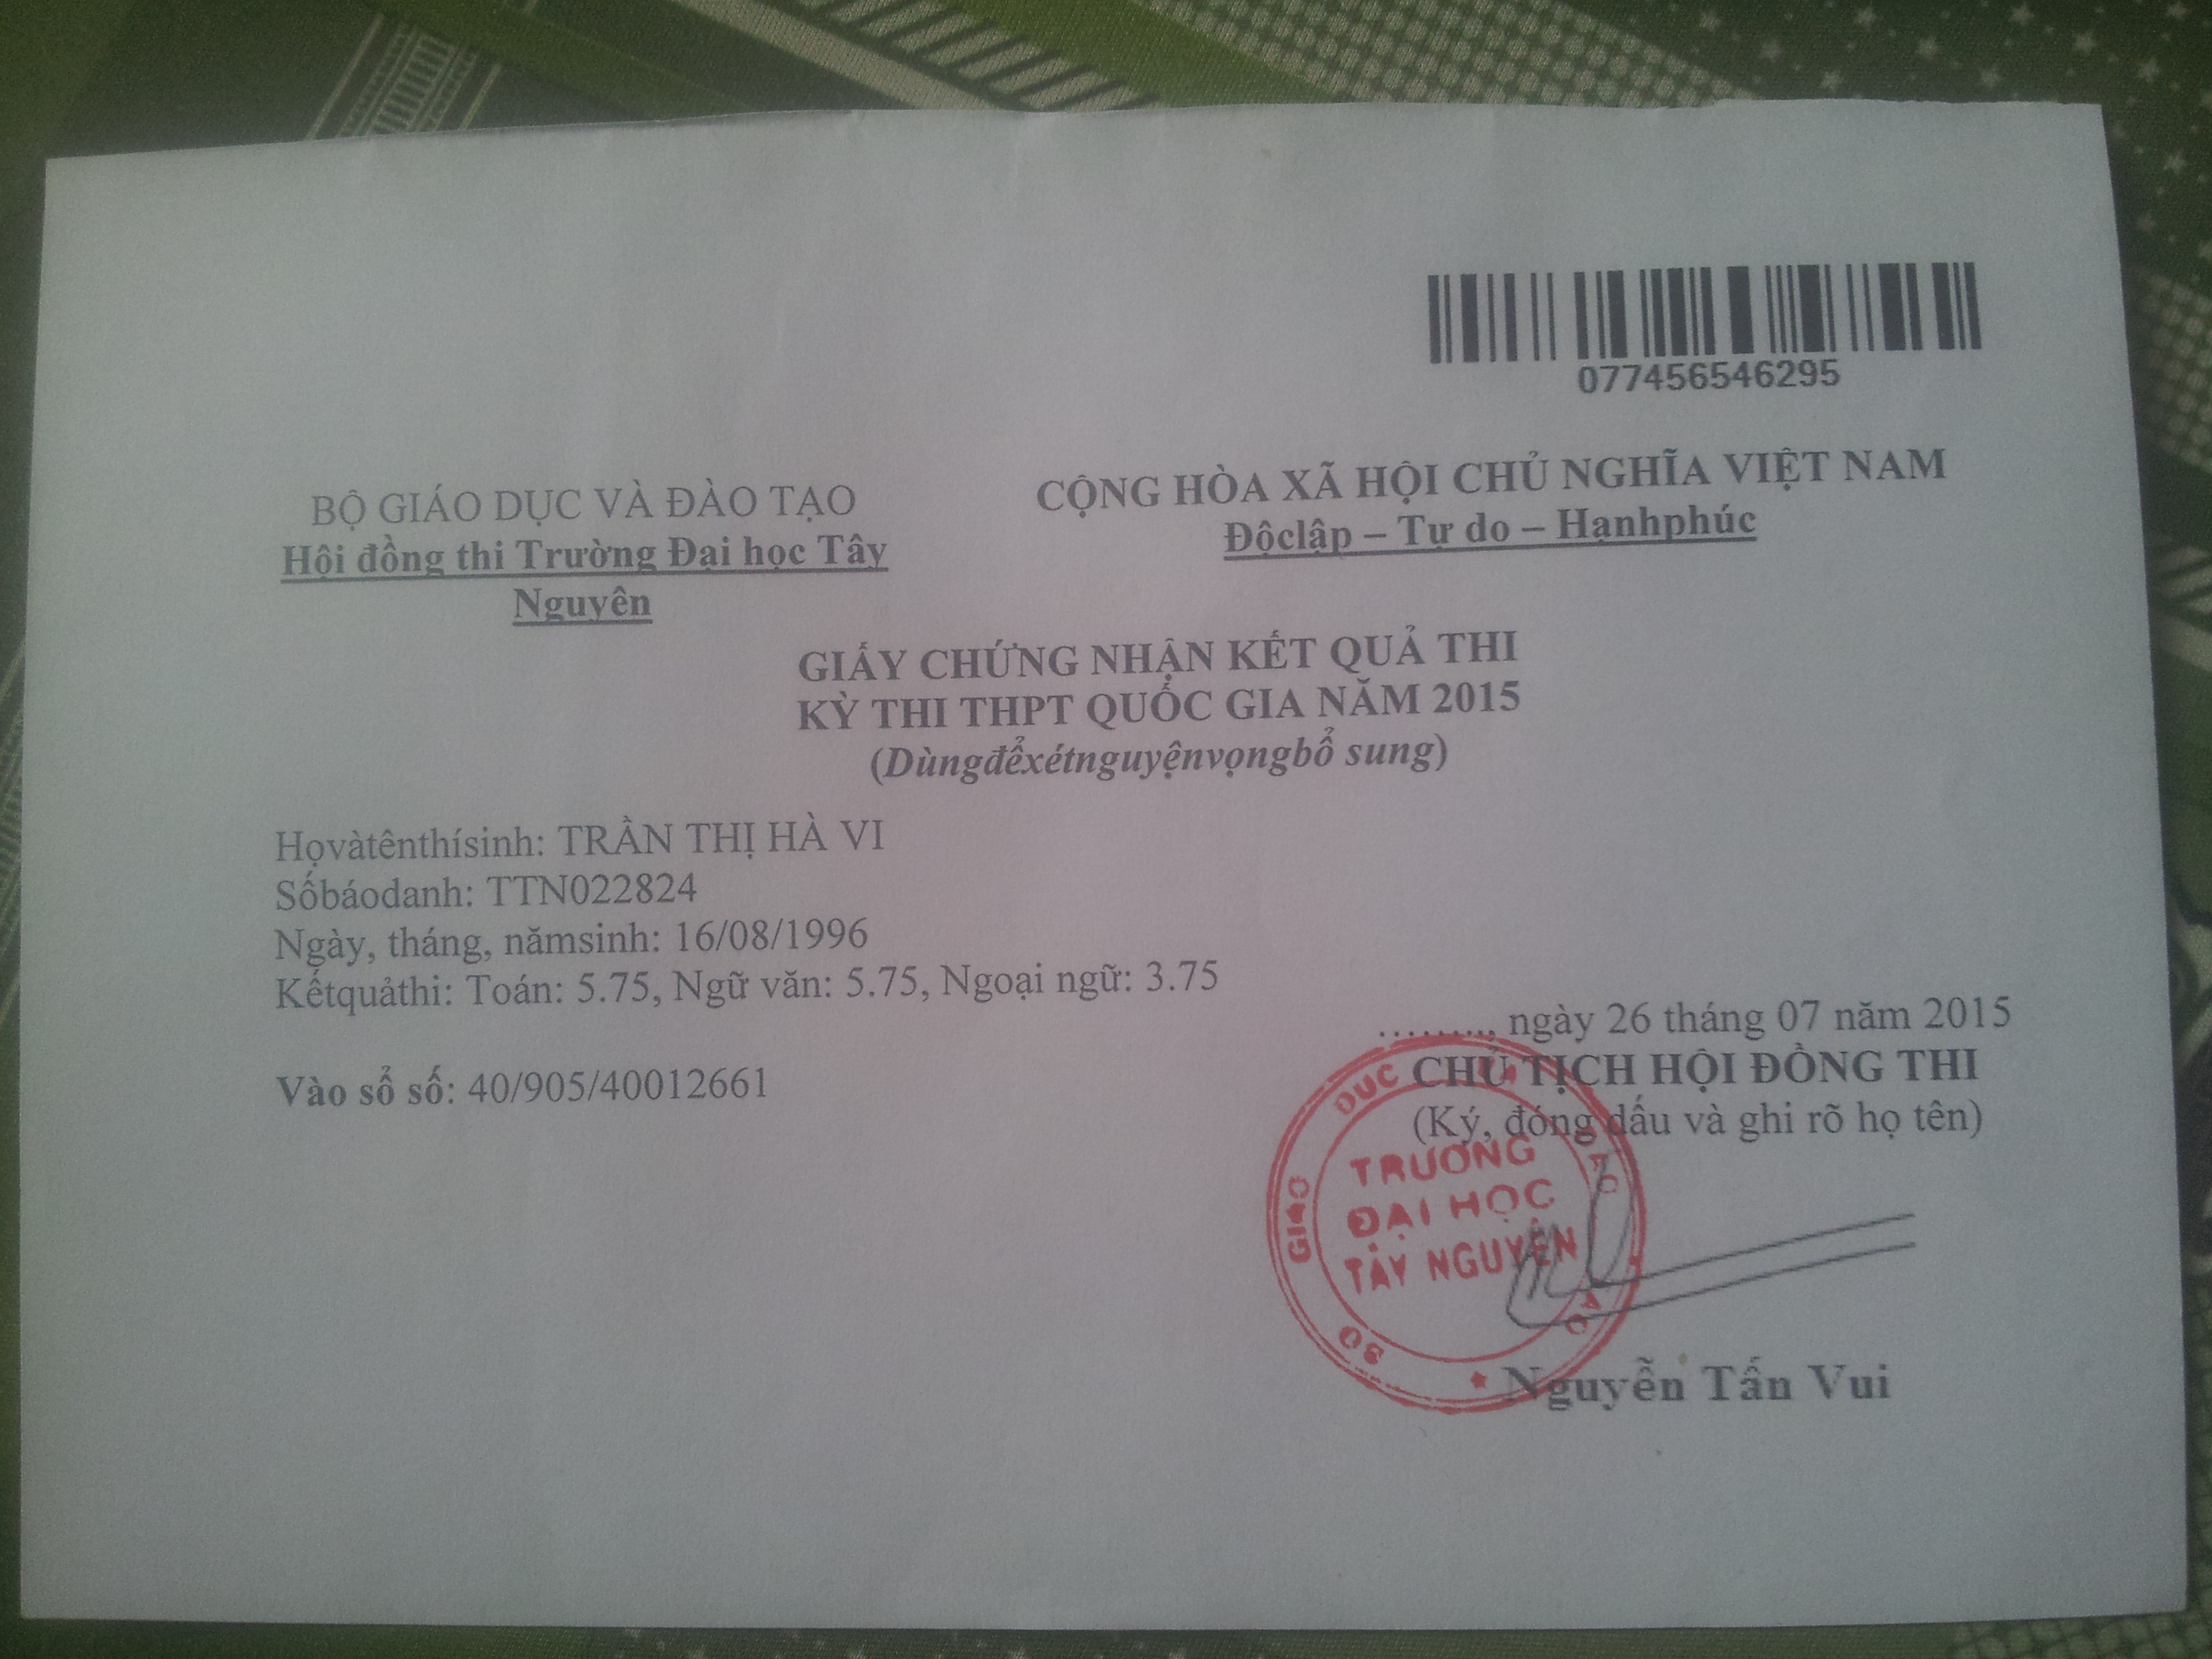 077456546295
BỘ GIÁO DỤC VÀ ĐÀO TẠO
Hội đồng thi Trường Đại học Tây
Nguyên
CỘNG HÒA XÃ HỘI CHỦ NGHĨA VIỆT NAM
Độclập – Tự do – Hạnhphúc
GIẤY CHỨNG NHẬN KẾT QUẢ THI
KỲ THI THPT QUỐC GIA NĂM 2015
(Dùngđểxétnguyệnvọngbổ sung)
Họvàtênthísinh: TRẦN THỊ HÀ VI
Sốbáodanh: TTN022824
Ngày, tháng, nămsinh: 16/08/1996
Kếtquảthi: Toán: 5.75, Ngữ văn: 5.75, Ngoại ngữ: 3.75
Vào sổ số: 40/905/40012661
........., ngày 26 tháng 07 năm 2015
CHỦ TỊCH HỘI ĐỒNG THI
(Ký, đóng dấu và ghi rõ họ tên)
GIAO DUC
TRƯỜNG
ĐẠI HỌC
TÂY NGUYÊN
Nguyễn Tấn Vui